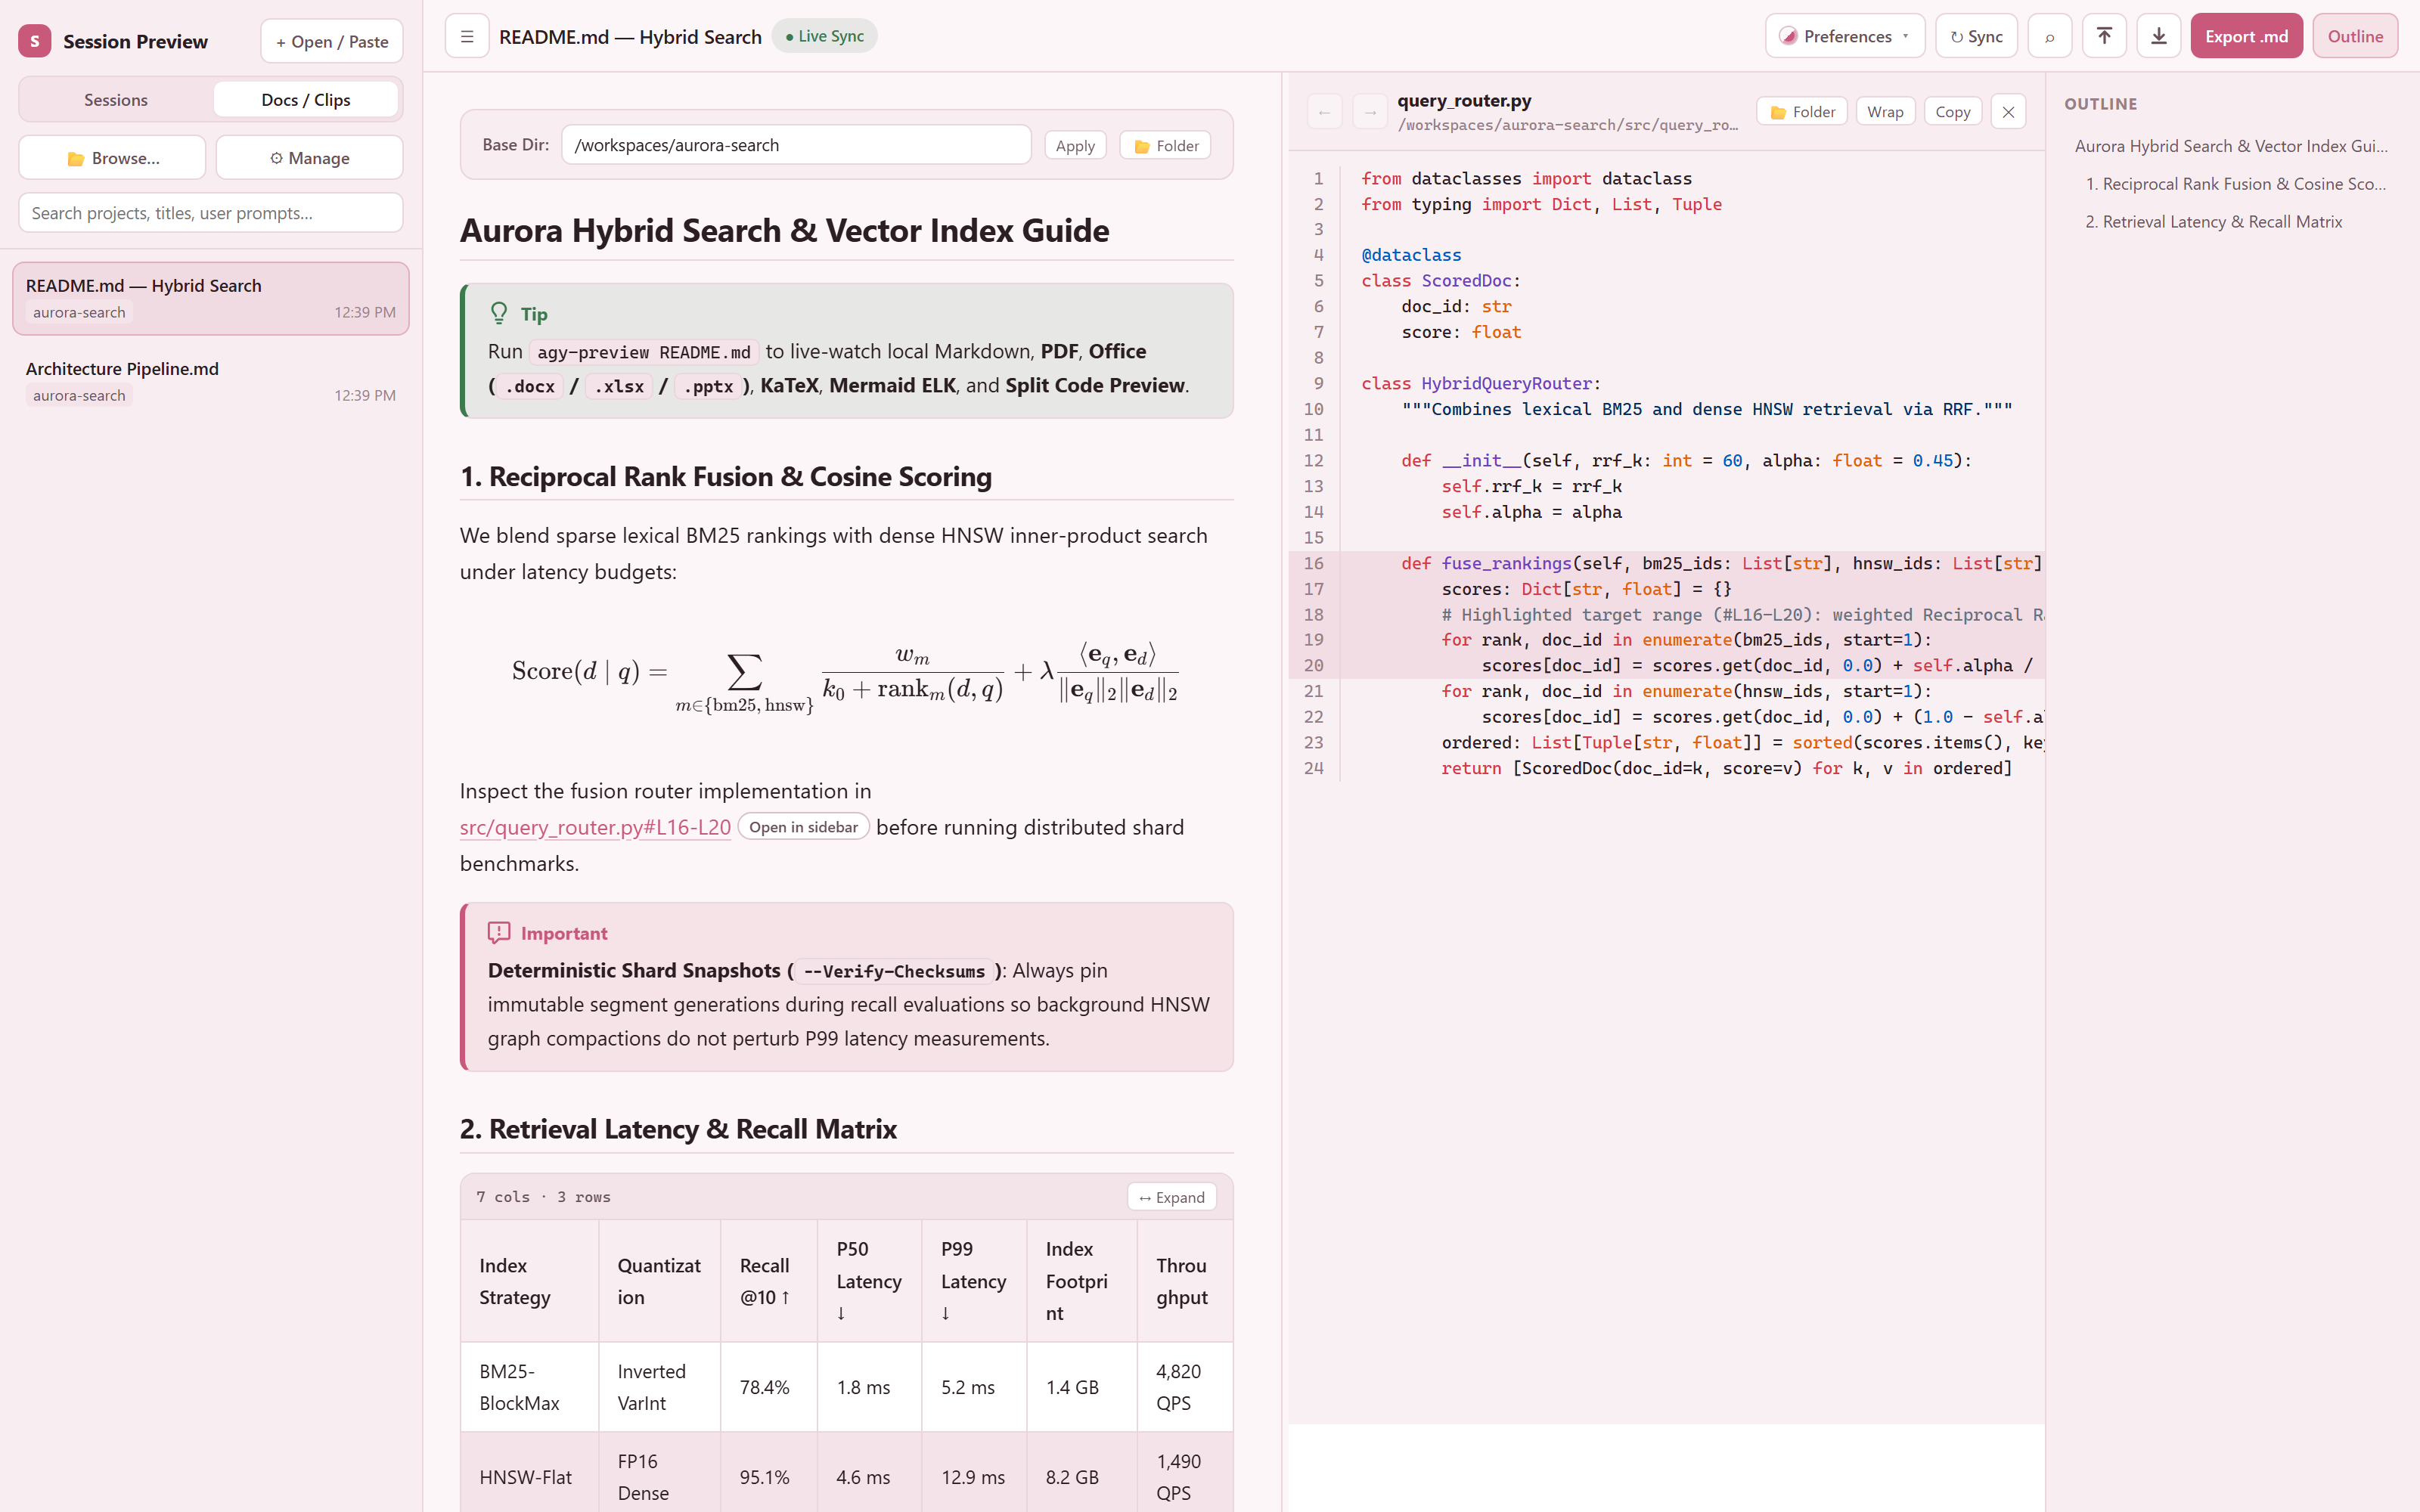 S Session Preview
+ Open / Paste
Sessions
Docs / Clips
Browse...
Manage
Search projects, titles, user prompts...
README.md — Hybrid Search
aurora-search
12:39 PM
Architecture Pipeline.md
aurora-search
12:39 PM
README.md — Hybrid Search
● Live Sync
Preferences
↻ Sync
Export .md
Outline
Base Dir:
/workspaces/aurora-search
Apply
Folder
Aurora Hybrid Search & Vector Index Guide
Tip
Run agy-preview README.md to live-watch local Markdown, PDF, Office
(.docx / .xlsx / .pptx), KaTeX, Mermaid ELK, and Split Code Preview.
1. Reciprocal Rank Fusion & Cosine Scoring
We blend sparse lexical BM25 rankings with dense HNSW inner-product search
under latency budgets:
Score(d | q) = ∑ m∈{bm25, hnsw} w_m / (k_0 + rank_m(d, q)) + λ ⟨e_q, e_d⟩ / (‖e_q‖_2 ‖e_d‖_2)
Inspect the fusion router implementation in
src/query_router.py#L16-L20 Open in sidebar before running distributed shard
benchmarks.
Important
Deterministic Shard Snapshots (--Verify-Checksums): Always pin
immutable segment generations during recall evaluations so background HNSW
graph compactions do not perturb P99 latency measurements.
2. Retrieval Latency & Recall Matrix
7 cols · 3 rows
↔ Expand
Index Strategy
Quantization
Recall @10 ↑
P50 Latency ↓
P99 Latency ↓
Index Footprint
Throughput
BM25-BlockMax
Inverted VarInt
78.4%
1.8 ms
5.2 ms
1.4 GB
4,820 QPS
HNSW-Flat
FP16 Dense
95.1%
4.6 ms
12.9 ms
8.2 GB
1,490 QPS
← →
query_router.py
/workspaces/aurora-search/src/query_ro...
Folder
Wrap
Copy
1 from dataclasses import dataclass
2 from typing import Dict, List, Tuple
3
4 @dataclass
5 class ScoredDoc:
6     doc_id: str
7     score: float
8
9 class HybridQueryRouter:
10     """Combines lexical BM25 and dense HNSW retrieval via RRF."""
11
12     def __init__(self, rrf_k: int = 60, alpha: float = 0.45):
13         self.rrf_k = rrf_k
14         self.alpha = alpha
15
16     def fuse_rankings(self, bm25_ids: List[str], hnsw_ids: List[str]
17         scores: Dict[str, float] = {}
18         # Highlighted target range (#L16-L20): weighted Reciprocal
19         for rank, doc_id in enumerate(bm25_ids, start=1):
20             scores[doc_id] = scores.get(doc_id, 0.0) + self.alpha /
21         for rank, doc_id in enumerate(hnsw_ids, start=1):
22             scores[doc_id] = scores.get(doc_id, 0.0) + (1.0 - self.a
23         ordered: List[Tuple[str, float]] = sorted(scores.items(), ke
24         return [ScoredDoc(doc_id=k, score=v) for k, v in ordered]
OUTLINE
Aurora Hybrid Search & Vector Index Gui...
1. Reciprocal Rank Fusion & Cosine Sco...
2. Retrieval Latency & Recall Matrix